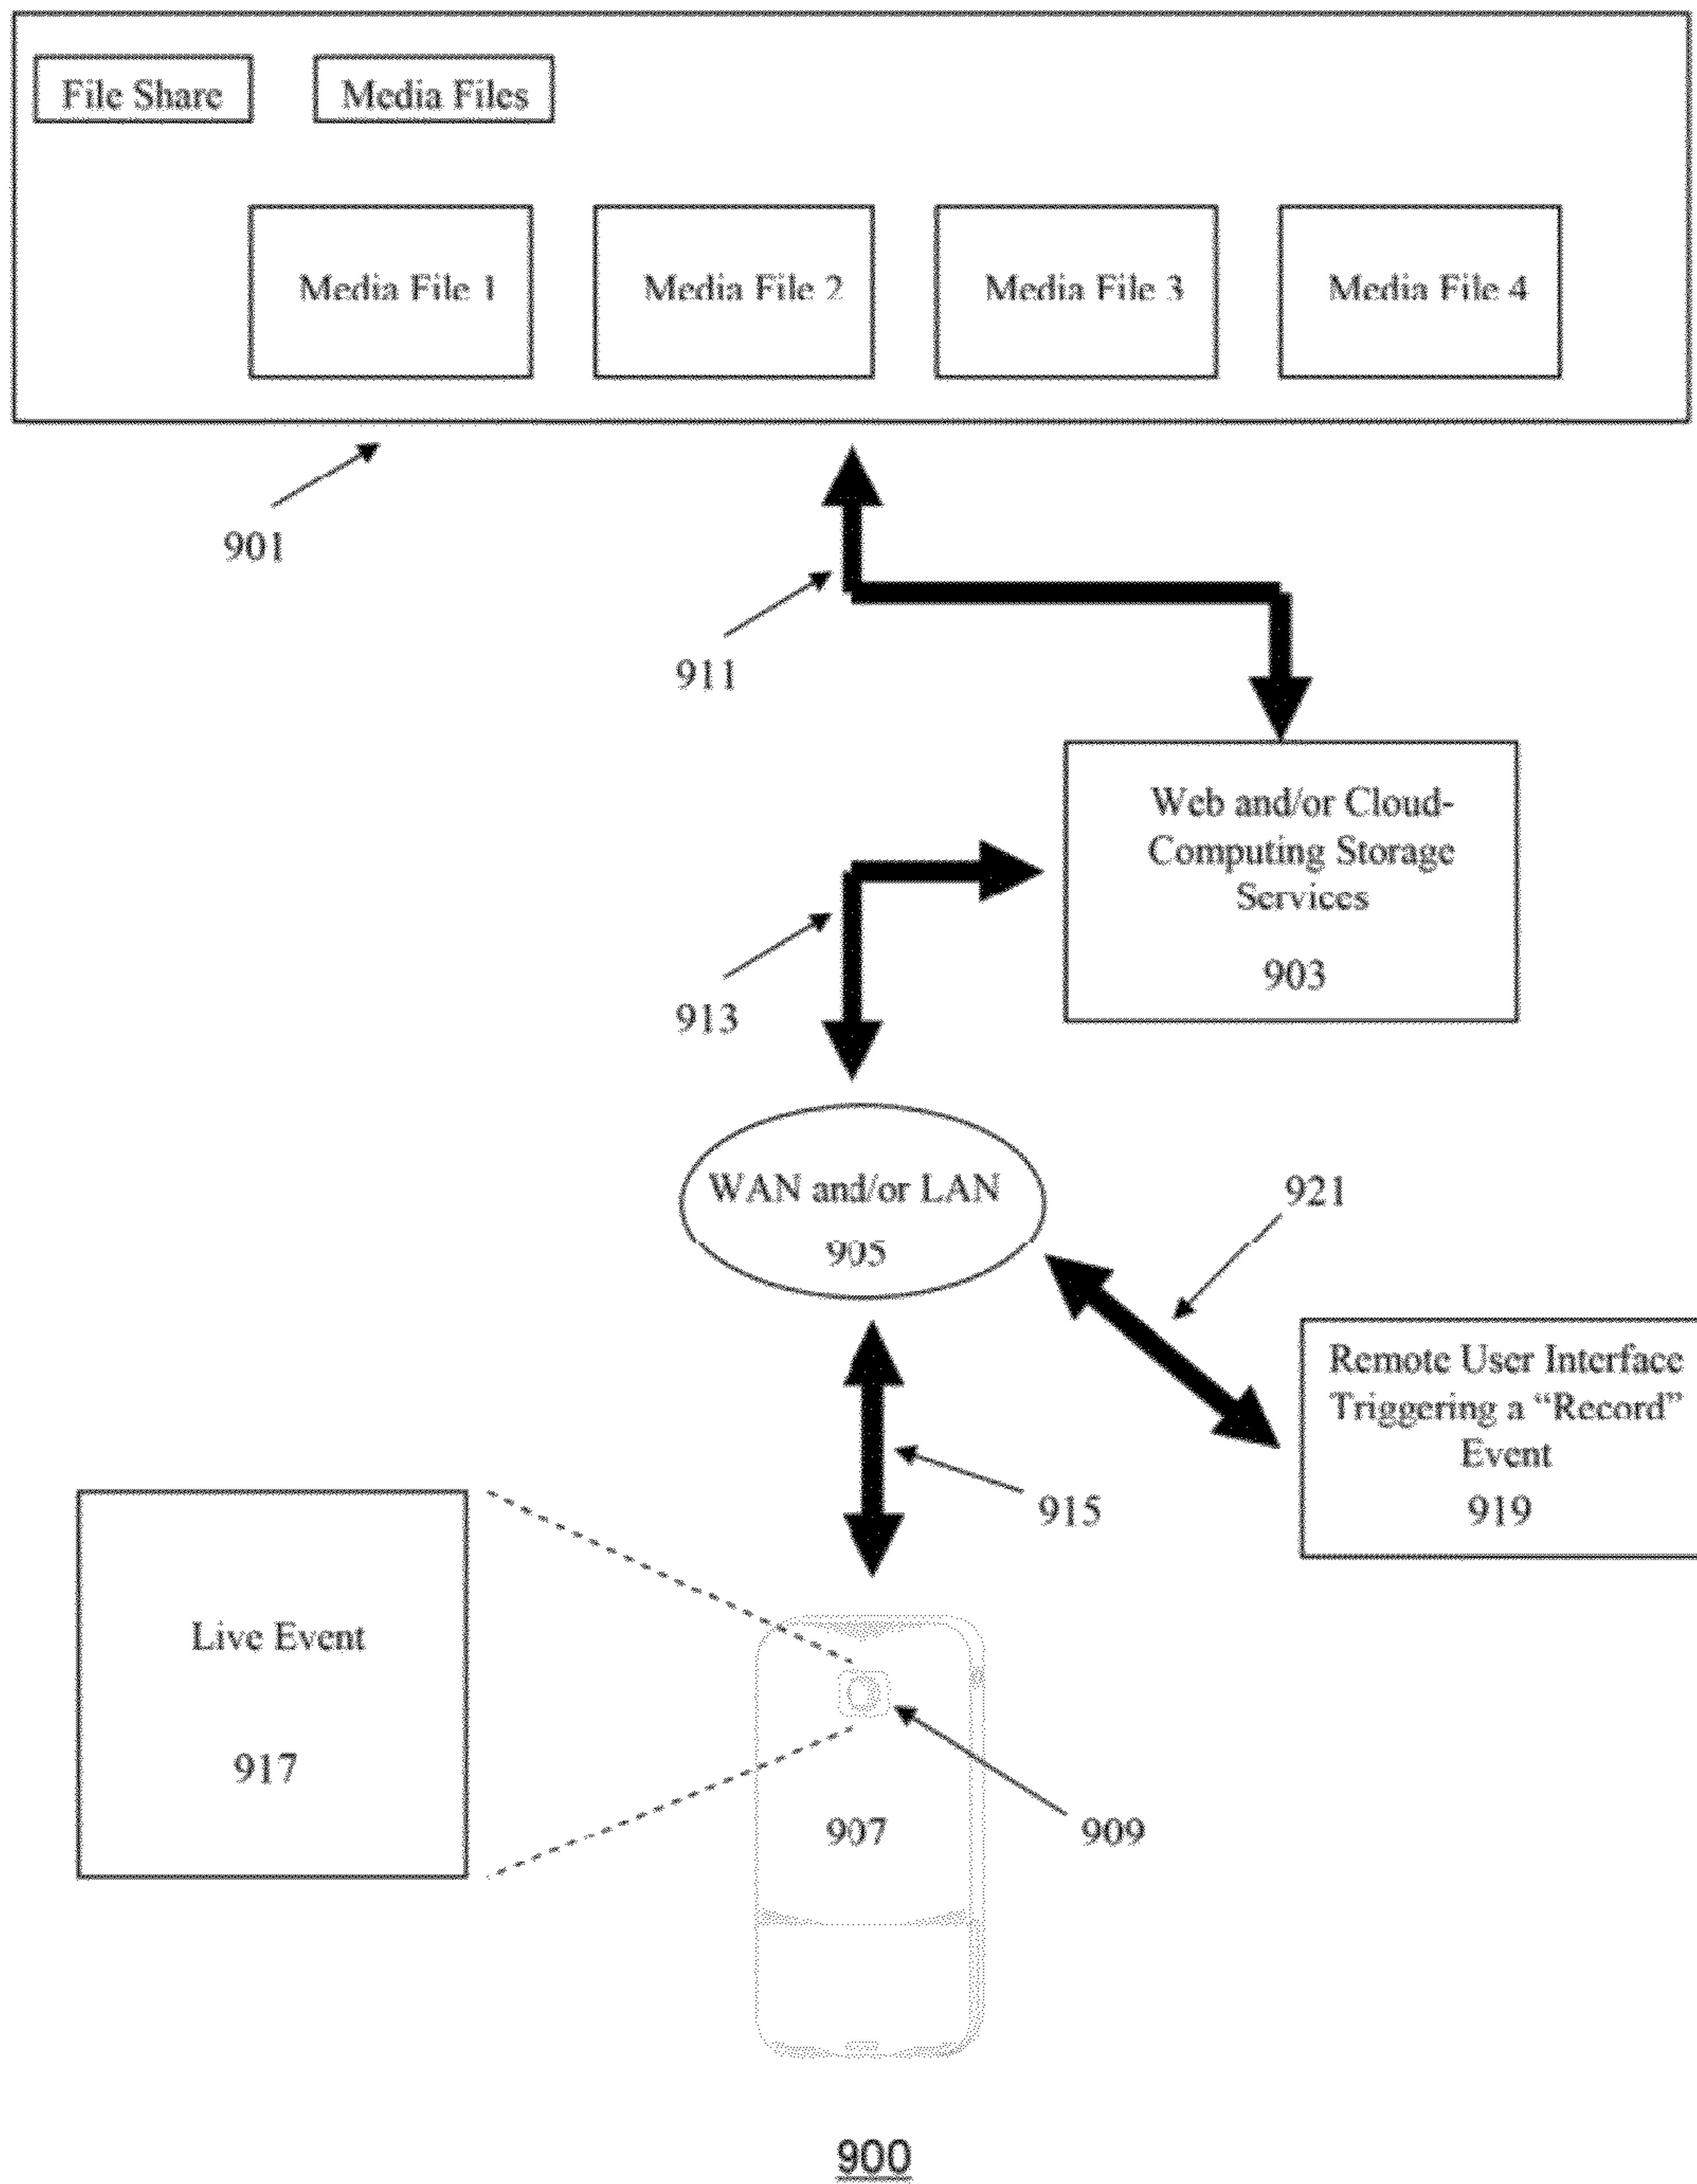 File Share
Media Files
Media File 1
Media File 2
Media File 3
Media File 4
901
911
Web and/or Cloud-
Computing Storage
Services
903
913
WAN and/or LAN
905
921
Remote User Interface
Triggering a “Record”
Event
919
915
Live Event
917
907
909
900